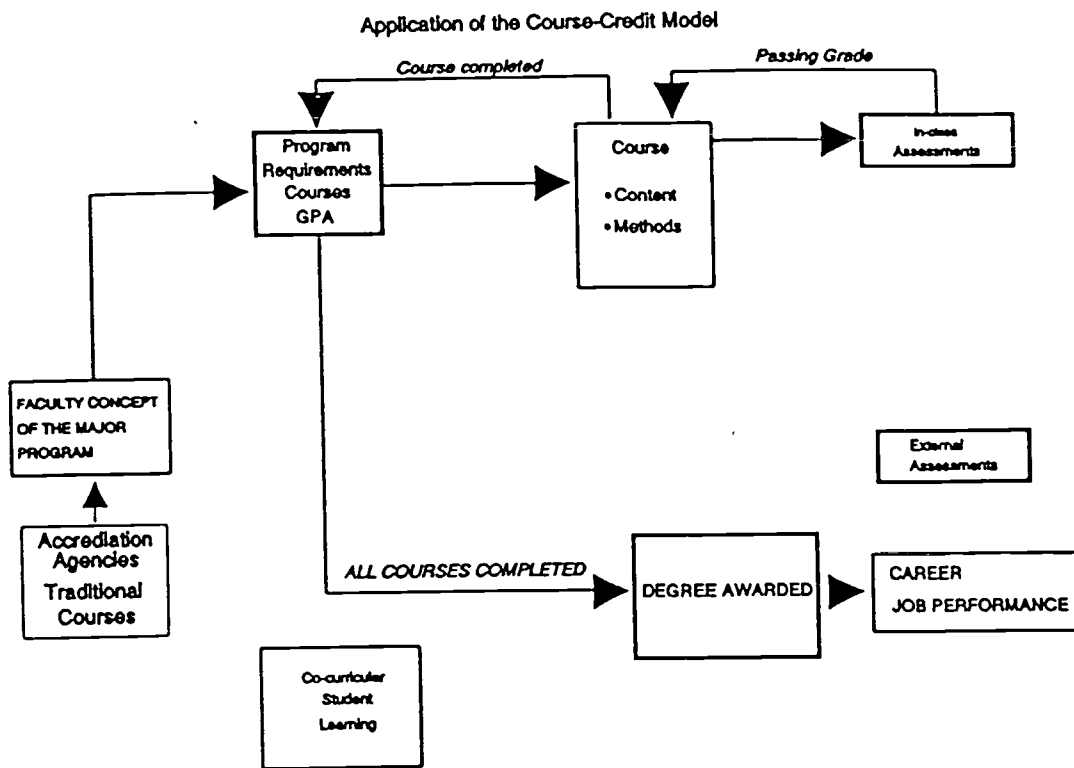 Application of the Course-Credit Model
Course completed
Passing Grade
Program
Requirements
Courses
GPA
Course
• Content
• Methods
In-class
Assessments
FACULTY CONCEPT
OF THE MAJOR
PROGRAM
External
Assessments
Accrediation
Agencies
Traditional
Courses
ALL COURSES COMPLETED
DEGREE AWARDED
CAREER
JOB PERFORMANCE
Co-curricular
Student
Learning